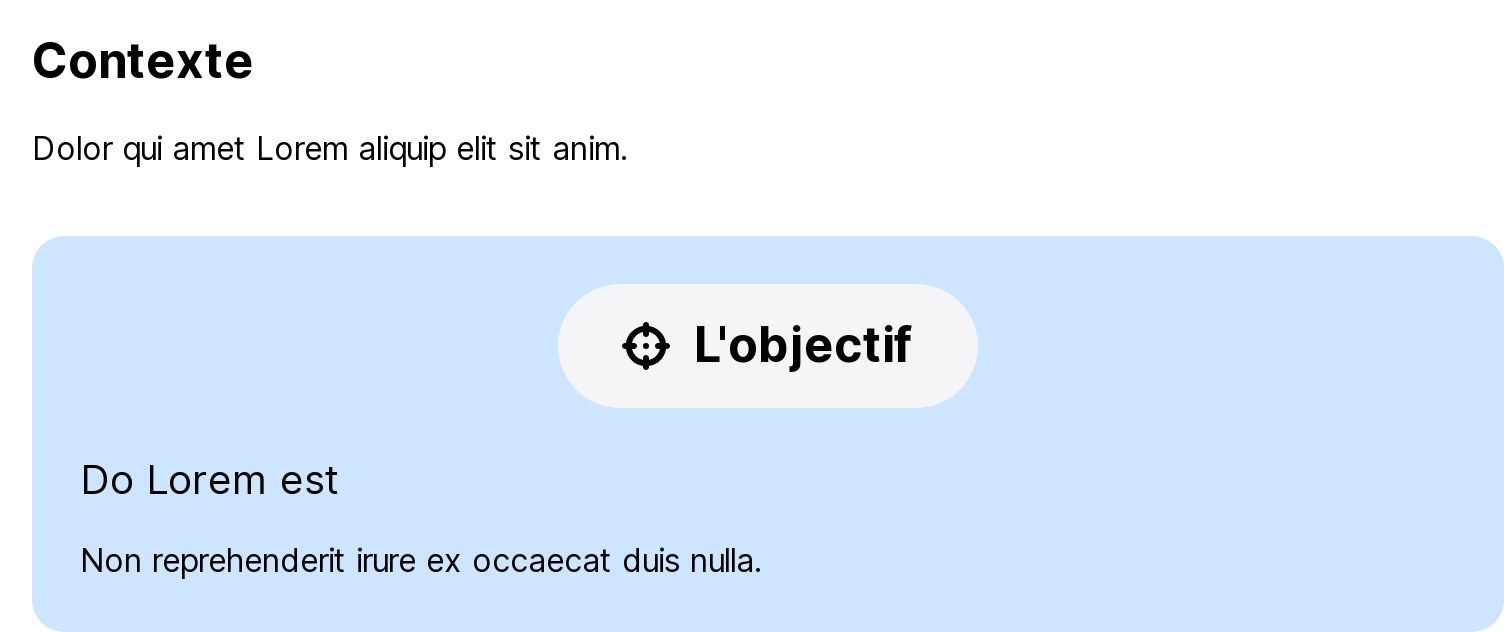 Contexte
Dolor qui amet Lorem aliquip elit sit anim.
L'objectif
Do Lorem est
Non reprehenderit irure ex occaecat duis nulla.